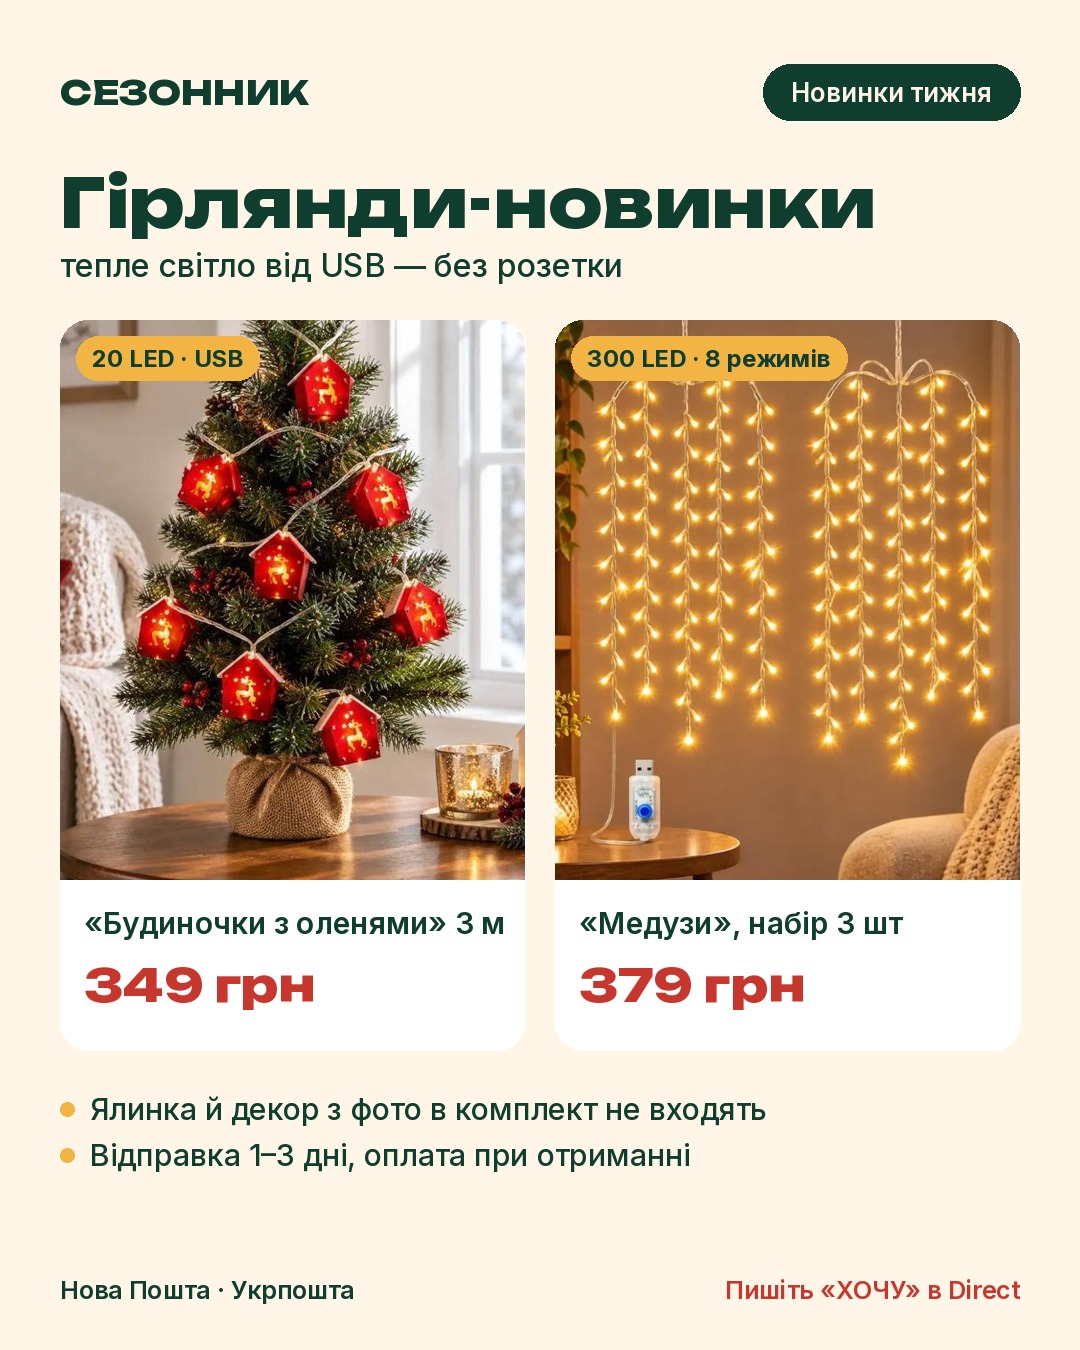 СЕЗОННИК
Новинки тижня
Гірлянди-новинки
тепле світло від USB — без розетки
20 LED · USB
300 LED · 8 режимів
«Будиночки з оленями» 3 м
349 грн
«Медузи», набір 3 шт
379 грн
Ялинка й декор з фото в комплект не входять
Відправка 1–3 дні, оплата при отриманні
Нова Пошта · Укрпошта
Пишіть «ХОЧУ» в Direct